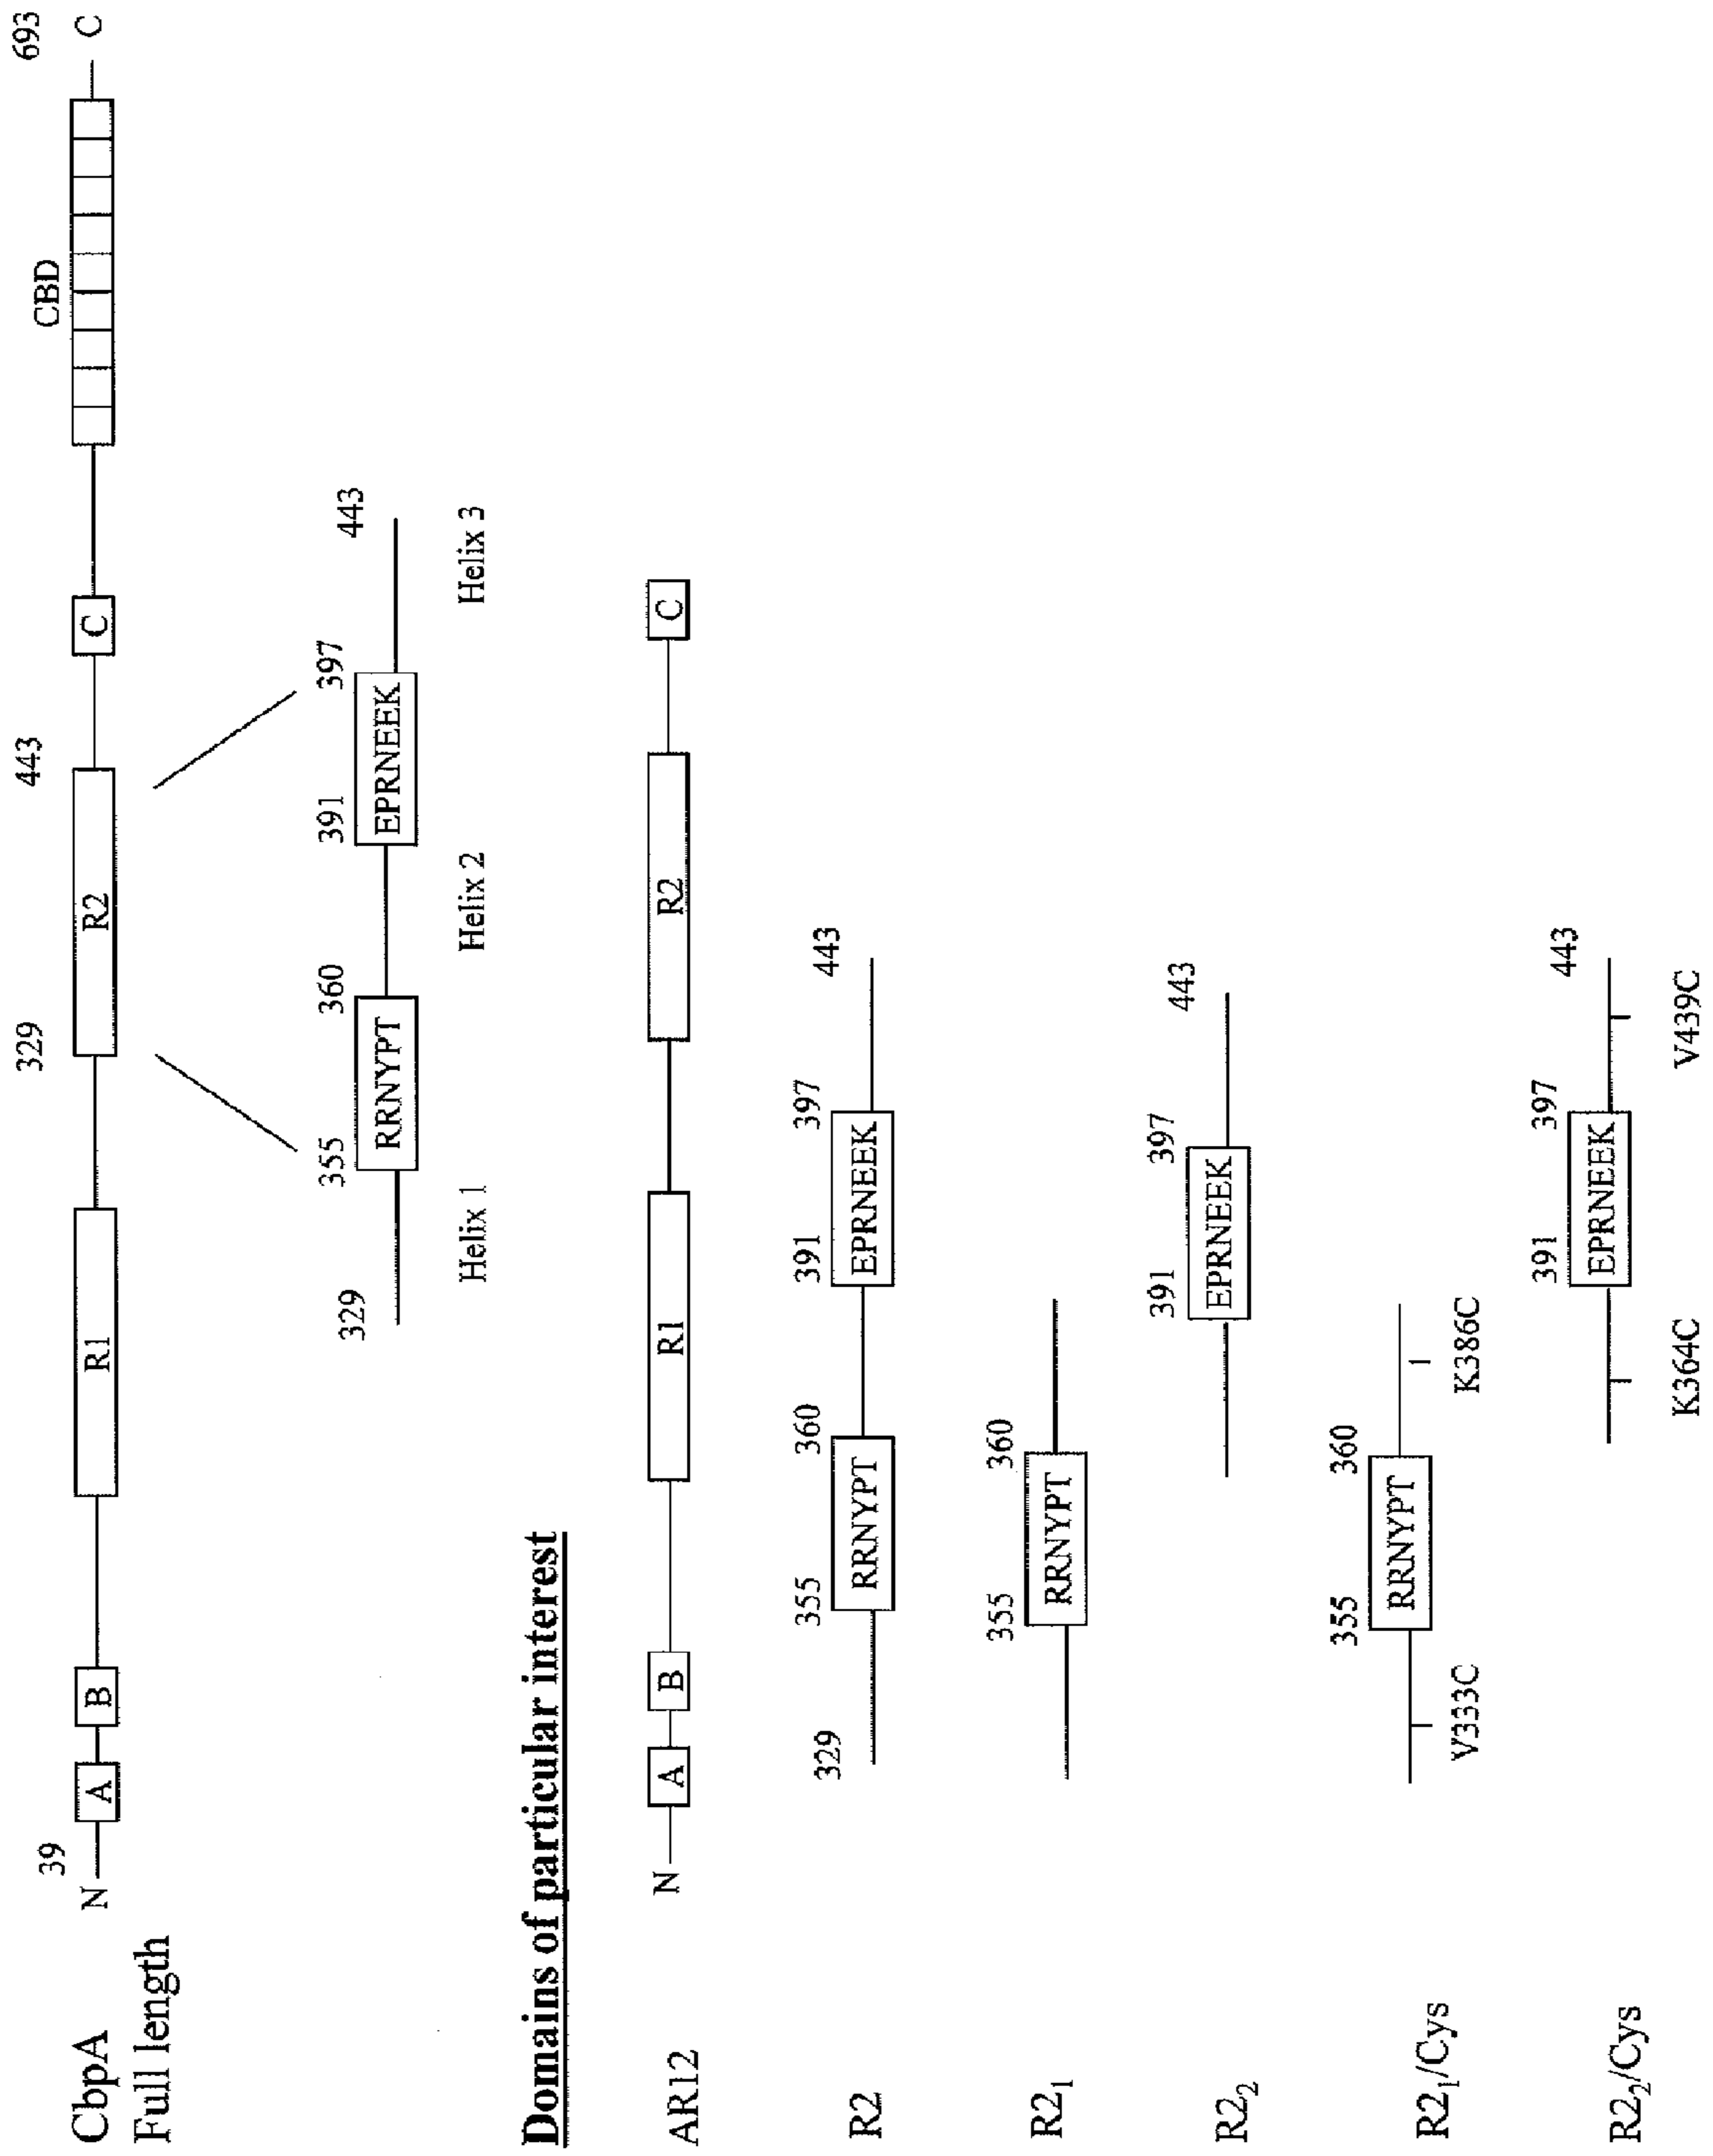 39 329 443 CBD 693
CbpA N A B R1 R2 C C
Full length
329 355 360 391 397 443
RRNYPT EPRNEEK
Helix 1 Helix 2 Helix 3
Domains of particular interest
AR12 N A B R1 R2 C
329 355 360 391 397 443
R2 RRNYPT EPRNEEK
355 360
R2₁ RRNYPT
391 397 443
R2₂ EPRNEEK
355 360
R2₁/Cys RRNYPT
V333C K386C
391 397 443
R2₂/Cys EPRNEEK
K364C V439C